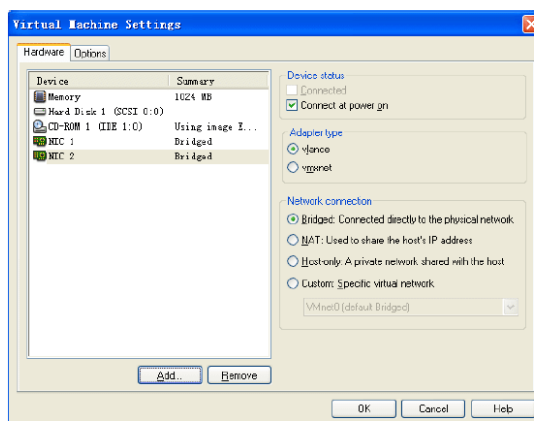 Virtual Machine Settings
Hardware
Options
Device
Summary
Memory
1024 MB
Hard Disk 1 (SCSI 0:0)
CD-ROM 1 (IDE 1:0)
Using image E...
NIC 1
Bridged
NIC 2
Bridged
Add...
Remove
Device status
Connected
Connect at power on
Adapter type
vlance
vmxnet
Network connection
Bridged: Connected directly to the physical network
NAT: Used to share the host's IP address
Host-only: A private network shared with the host
Custom: Specific virtual network
VMnet0 (default Bridged)
OK
Cancel
Help